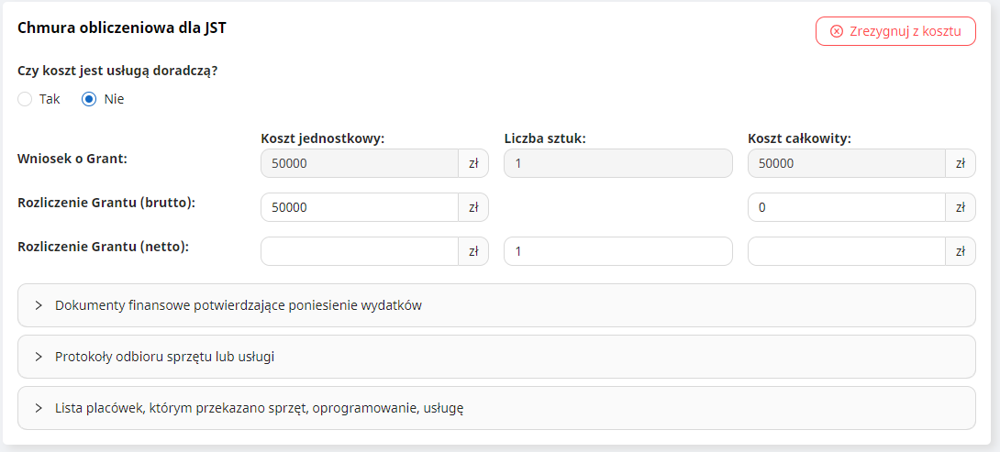 Chmura obliczeniowa dla JST
Zrezygnuj z kosztu
Czy koszt jest usługą doradczą?
Tak Nie
Koszt jednostkowy: Liczba sztuk: Koszt całkowity:
Wniosek o Grant: 50000 zł 1 50000 zł
Rozliczenie Grantu (brutto): 50000 zł 0 zł
Rozliczenie Grantu (netto): zł 1 zł
Dokumenty finansowe potwierdzające poniesienie wydatków
Protokoły odbioru sprzętu lub usługi
Lista placówek, którym przekazano sprzęt, oprogramowanie, usługę